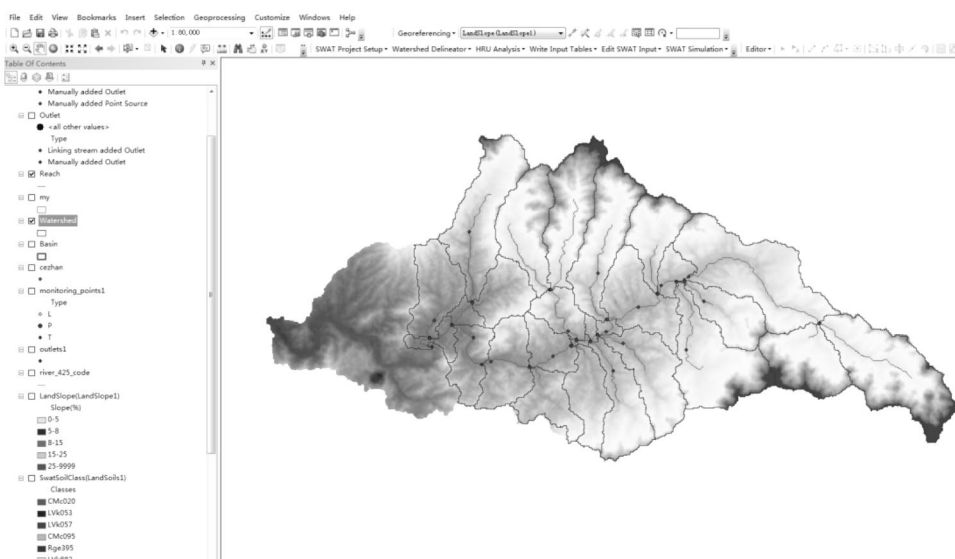 File Edit View Bookmarks Insert Selection Geoprocessing Customize Windows Help
1:00,000
Georeferencing LandSlope(LandSlope1)
SWAT Project Setup Watershed Delineator HRU Analysis Write Input Tables Edit SWAT Input SWAT Simulation Editor
Table Of Contents
Manually added Outlet
Manually added Point Source
Outlet
<all other values>
Type
Linking stream added Outlet
Manually added Outlet
Reach
my
Watershed
Basin
cezhan
monitoring_points1
Type
L
P
T
outlets1
river_425_code
LandSlope(LandSlope1)
Slope(%)
0-5
5-8
8-15
15-25
25-9999
SwatSoilClass(LandSoils1)
Classes
CMc020
LVk053
LVk057
CMc095
Rge395